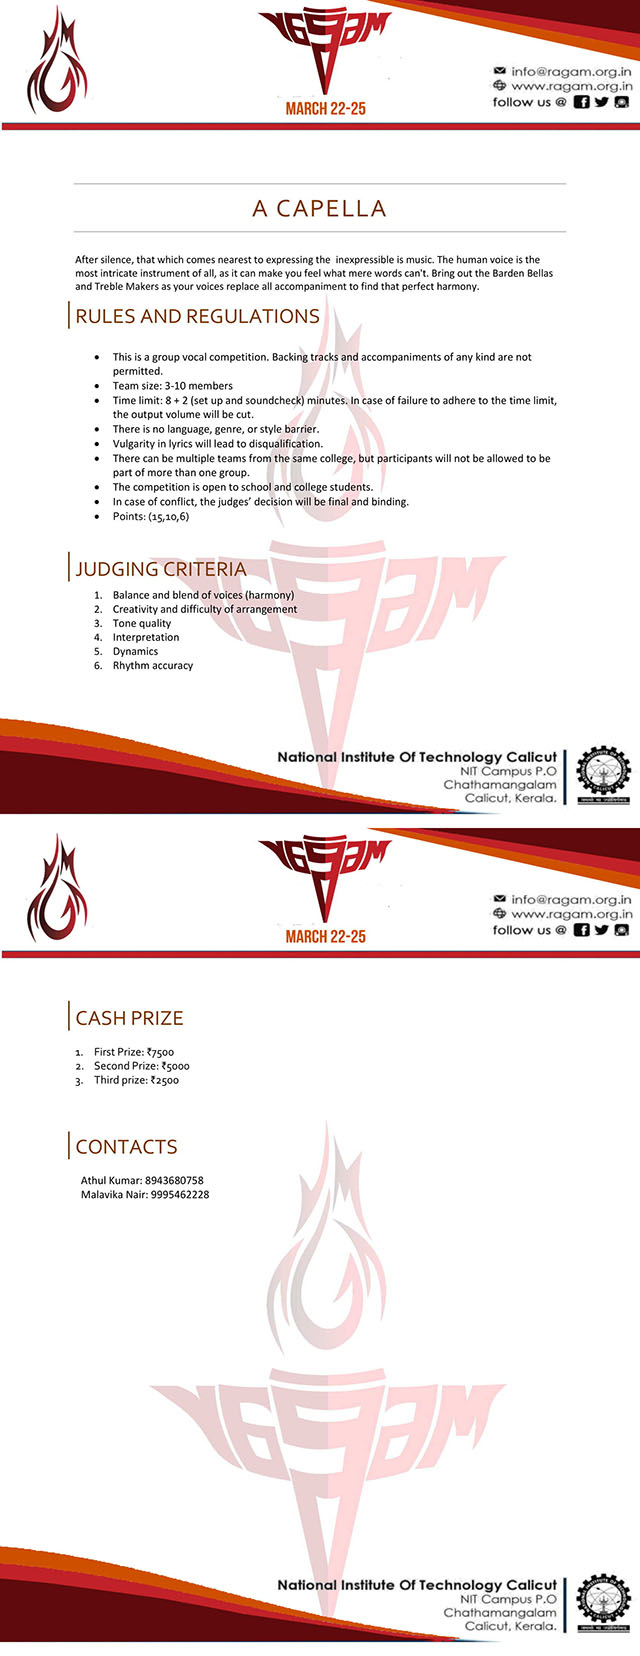 ragam
MARCH 22-25
info@ragam.org.in
www.ragam.org.in
follow us @
A CAPELLA
After silence, that which comes nearest to expressing the inexpressible is music. The human voice is the
most intricate instrument of all, as it can make you feel what mere words can't. Bring out the Barden Bellas
and Treble Makers as your voices replace all accompaniment to find that perfect harmony.
RULES AND REGULATIONS
• This is a group vocal competition. Backing tracks and accompaniments of any kind are not
permitted.
• Team size: 3-10 members
• Time limit: 8 + 2 (set up and soundcheck) minutes. In case of failure to adhere to the time limit,
the output volume will be cut.
• There is no language, genre, or style barrier.
• Vulgarity in lyrics will lead to disqualification.
• There can be multiple teams from the same college, but participants will not be allowed to be
part of more than one group.
• The competition is open to school and college students.
• In case of conflict, the judges’ decision will be final and binding.
• Points: (15,10,6)
JUDGING CRITERIA
1. Balance and blend of voices (harmony)
2. Creativity and difficulty of arrangement
3. Tone quality
4. Interpretation
5. Dynamics
6. Rhythm accuracy
National Institute Of Technology Calicut
NIT Campus P.O
Chathamangalam
Calicut, Kerala.
ragam
MARCH 22-25
info@ragam.org.in
www.ragam.org.in
follow us @
CASH PRIZE
1. First Prize: ₹7500
2. Second Prize: ₹5000
3. Third prize: ₹2500
CONTACTS
Athul Kumar: 8943680758
Malavika Nair: 9995462228
ragam
National Institute Of Technology Calicut
NIT Campus P.O
Chathamangalam
Calicut, Kerala.